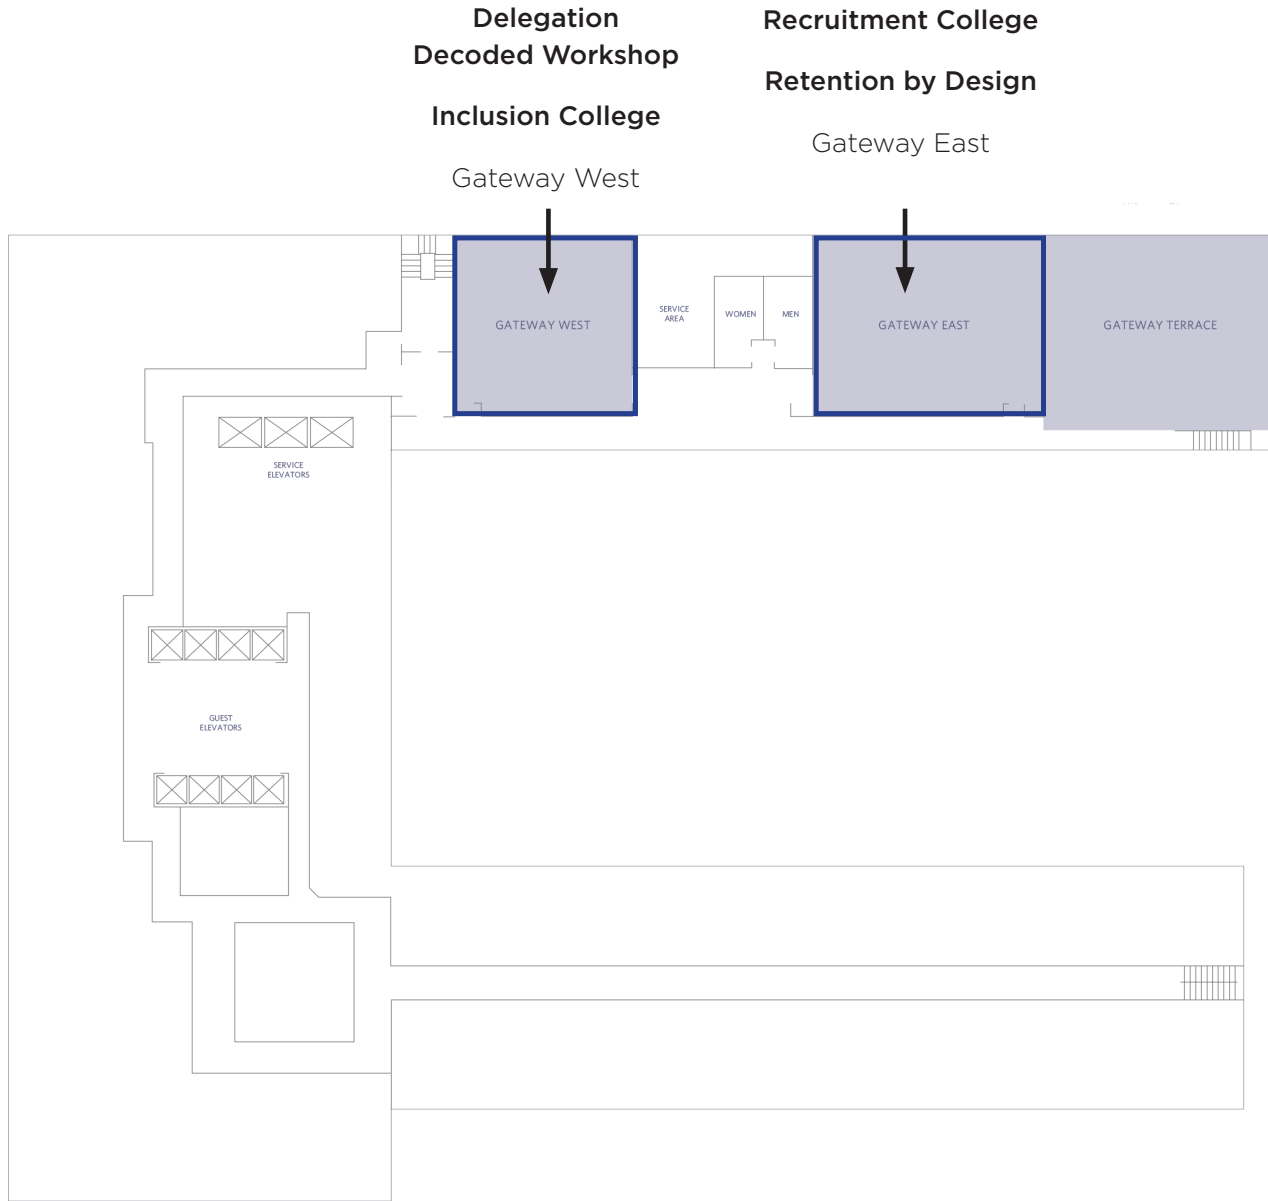 Delegation
Decoded Workshop
Inclusion College
Gateway West
Recruitment College
Retention by Design
Gateway East
GATEWAY WEST
SERVICE
AREA
WOMEN
MEN
GATEWAY EAST
GATEWAY TERRACE
SERVICE
ELEVATORS
GUEST
ELEVATORS